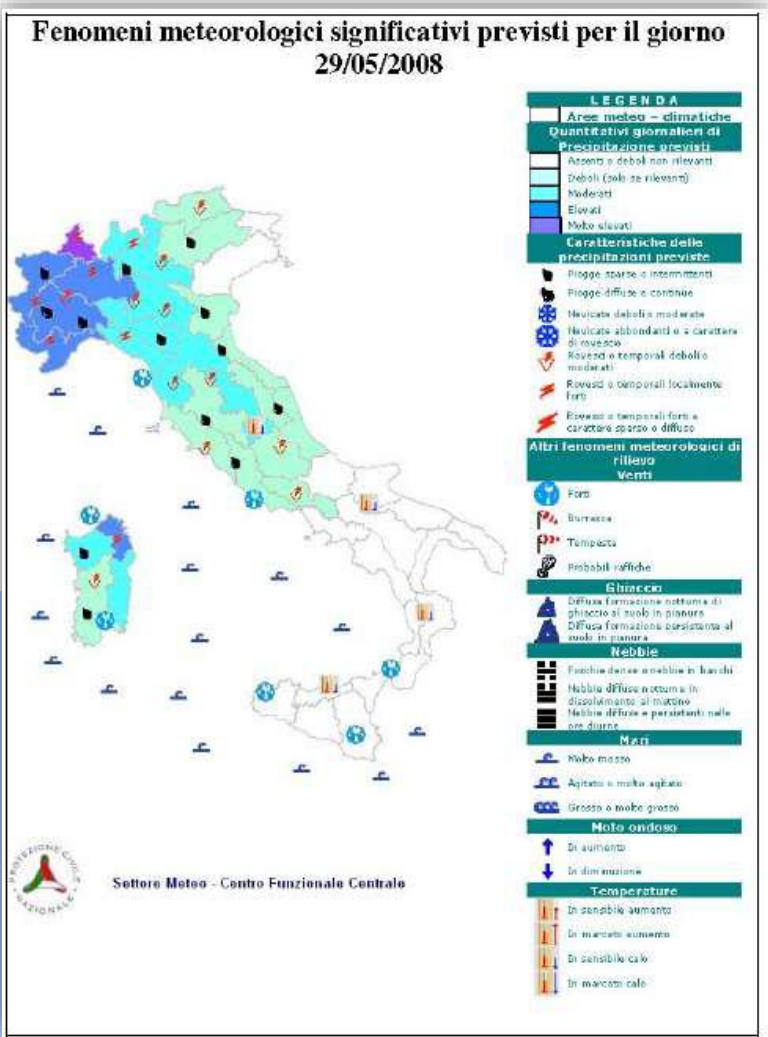 Fenomeni meteorologici significativi previsti per il giorno
29/05/2008
LEGENDA
Aree meteo - climatiche
Quantitativi giornalieri di
Precipitazione previsti
Assenti o deboli non rilevanti
Deboli (solo se rilevanti)
Moderati
Elevati
Molto elevati
Caratteristiche delle
precipitazioni previste
Piogge sparse o intermittenti
Piogge diffuse e continue
Nevicate deboli o moderate
Nevicate abbondanti o a carattere
di rovescio
Rovesci o temporali deboli o
moderati
Rovesci o temporali localmente
forti
Rovesci o temporali forti a
carattere sparso o diffuso
Altri fenomeni meteorologici di
rilievo
Venti
Forti
Burrasca
Tempesta
Probabili raffiche
Ghiaccio
Diffusa formazione notturna di
ghiaccio al suolo in pianura
Diffusa formazione persistente al
suolo in pianura
Nebbie
Foschie dense o nebbie in banchi
Nebbie diffuse notturne in
dissolvimento al mattino
Nebbie diffuse e persistenti nelle
ore diurne
Mari
Molto mosso
Agitato o molto agitato
Grosso o molto grosso
Moto ondoso
In aumento
In diminuzione
Temperature
In sensibile aumento
In marcato aumento
In sensibile calo
In marcato calo
PROTEZIONE CIVILE
NAZIONALE
Settore Meteo - Centro Funzionale Centrale